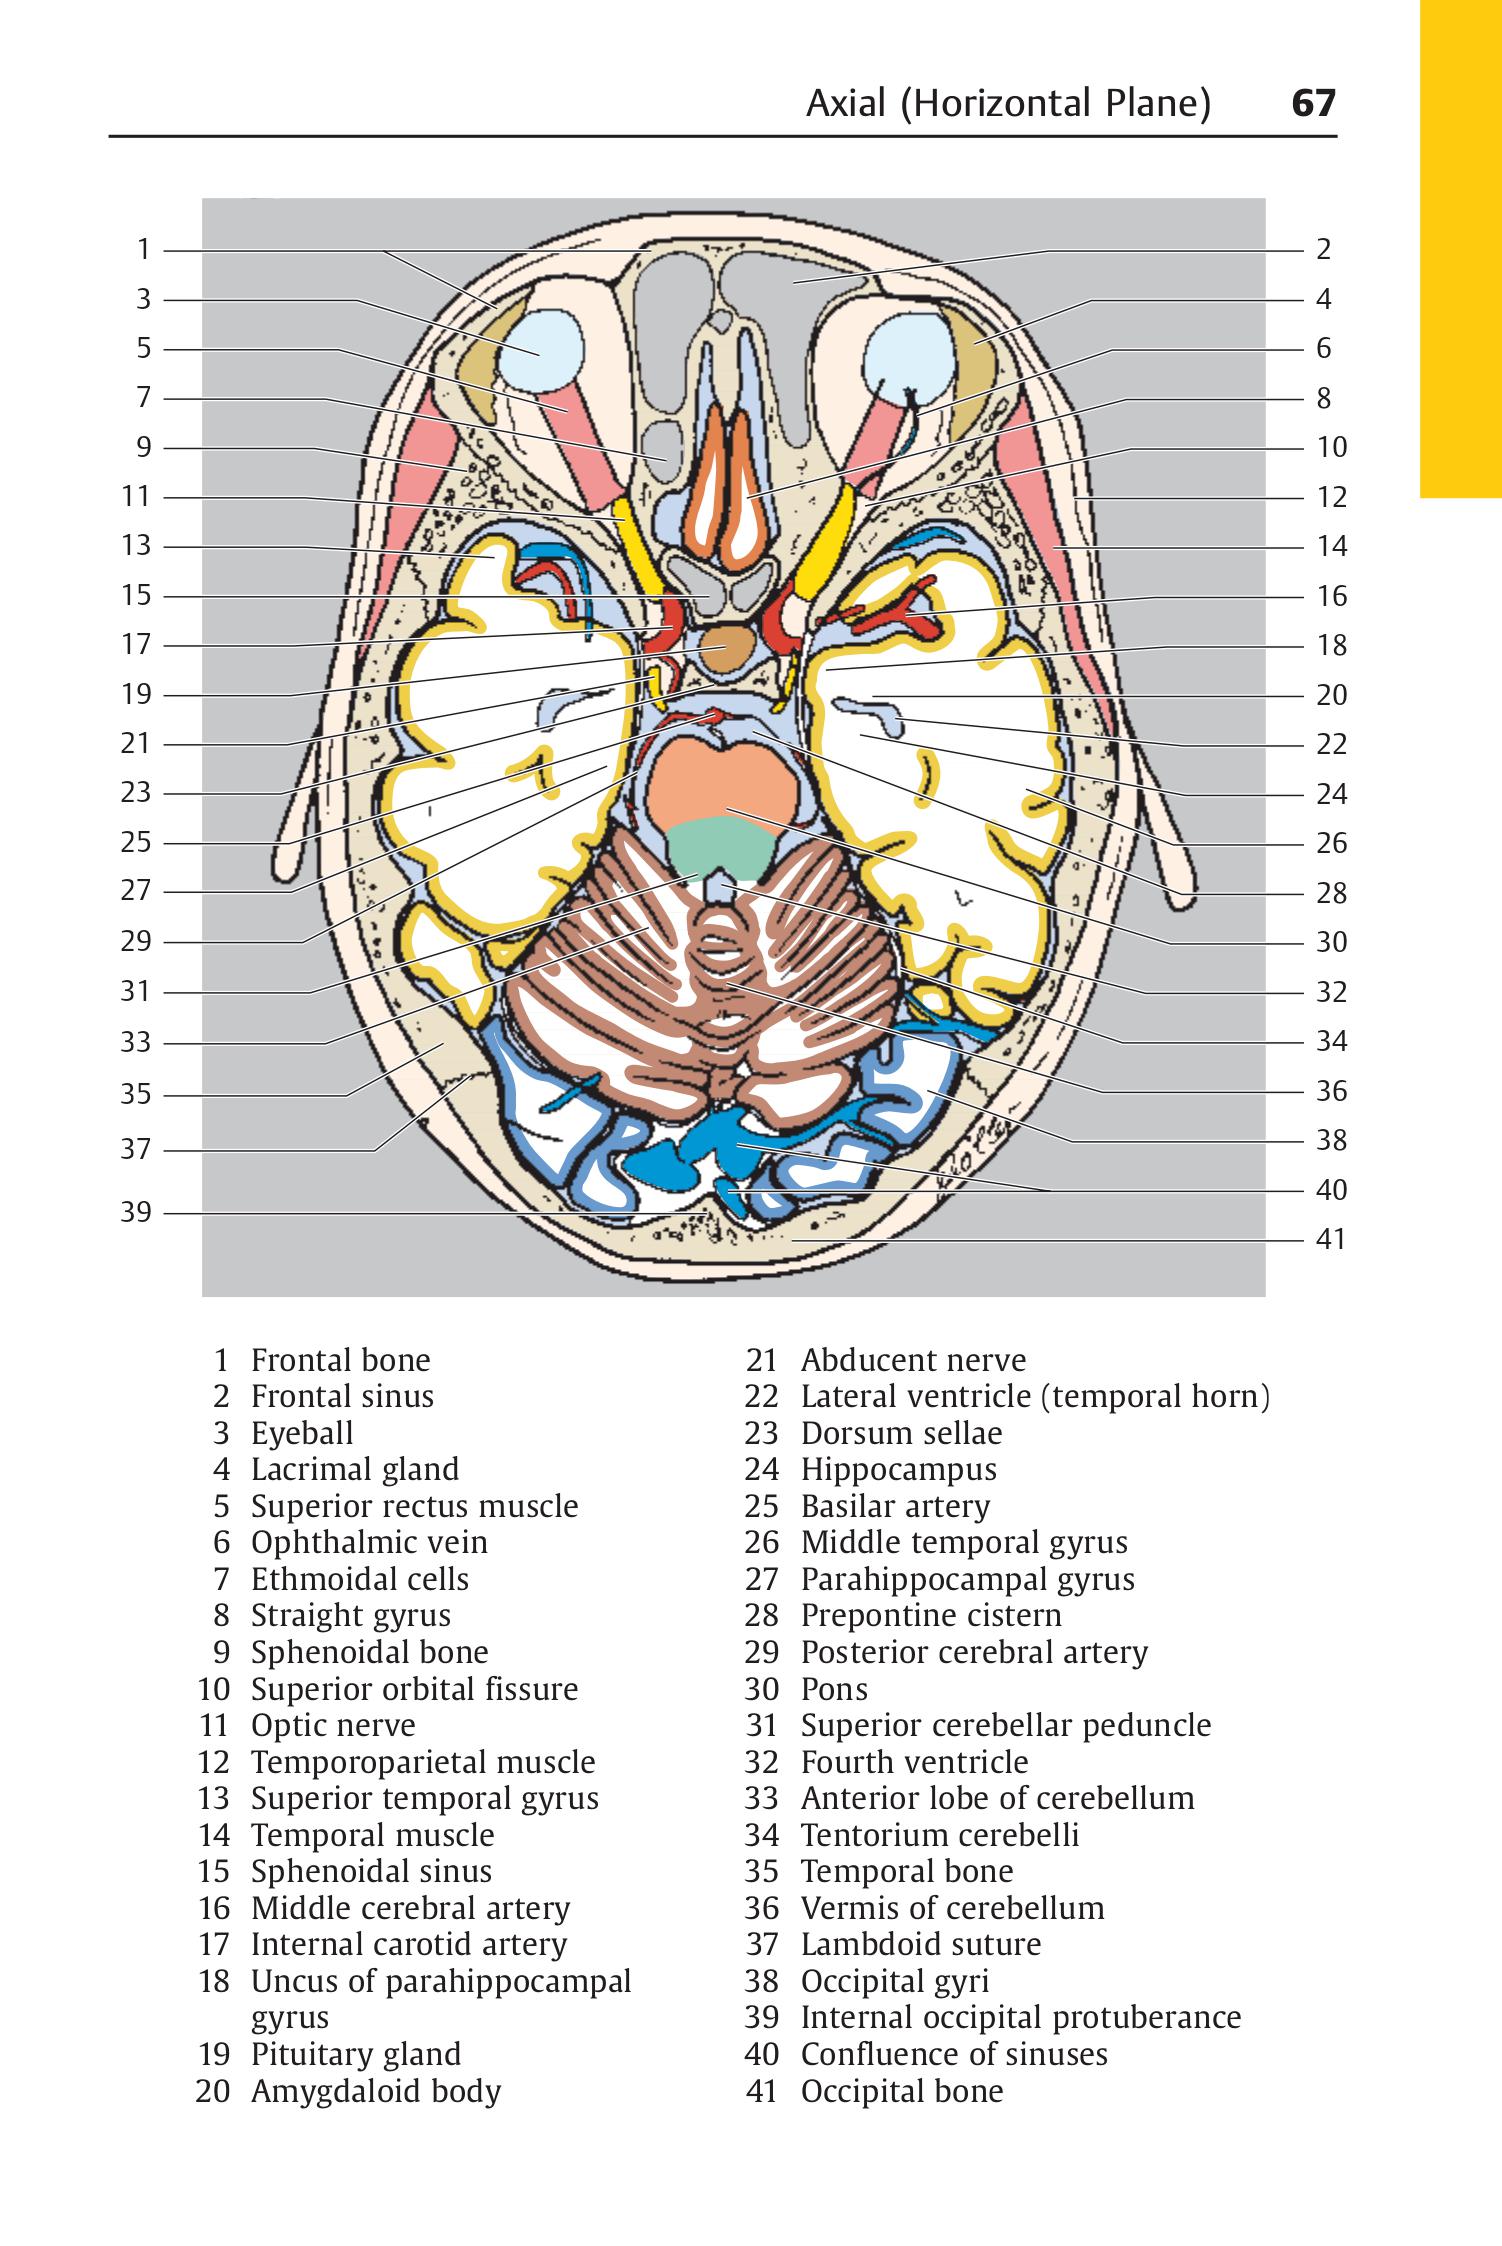 Axial (Horizontal Plane) 67
1
2
3
4
5
6
7
8
9
10
11
12
13
14
15
16
17
18
19
20
21
22
23
24
25
26
27
28
29
30
31
32
33
34
35
36
37
38
39
40
41
1 Frontal bone
2 Frontal sinus
3 Eyeball
4 Lacrimal gland
5 Superior rectus muscle
6 Ophthalmic vein
7 Ethmoidal cells
8 Straight gyrus
9 Sphenoidal bone
10 Superior orbital fissure
11 Optic nerve
12 Temporoparietal muscle
13 Superior temporal gyrus
14 Temporal muscle
15 Sphenoidal sinus
16 Middle cerebral artery
17 Internal carotid artery
18 Uncus of parahippocampal
gyrus
19 Pituitary gland
20 Amygdaloid body
21 Abducent nerve
22 Lateral ventricle (temporal horn)
23 Dorsum sellae
24 Hippocampus
25 Basilar artery
26 Middle temporal gyrus
27 Parahippocampal gyrus
28 Prepontine cistern
29 Posterior cerebral artery
30 Pons
31 Superior cerebellar peduncle
32 Fourth ventricle
33 Anterior lobe of cerebellum
34 Tentorium cerebelli
35 Temporal bone
36 Vermis of cerebellum
37 Lambdoid suture
38 Occipital gyri
39 Internal occipital protuberance
40 Confluence of sinuses
41 Occipital bone